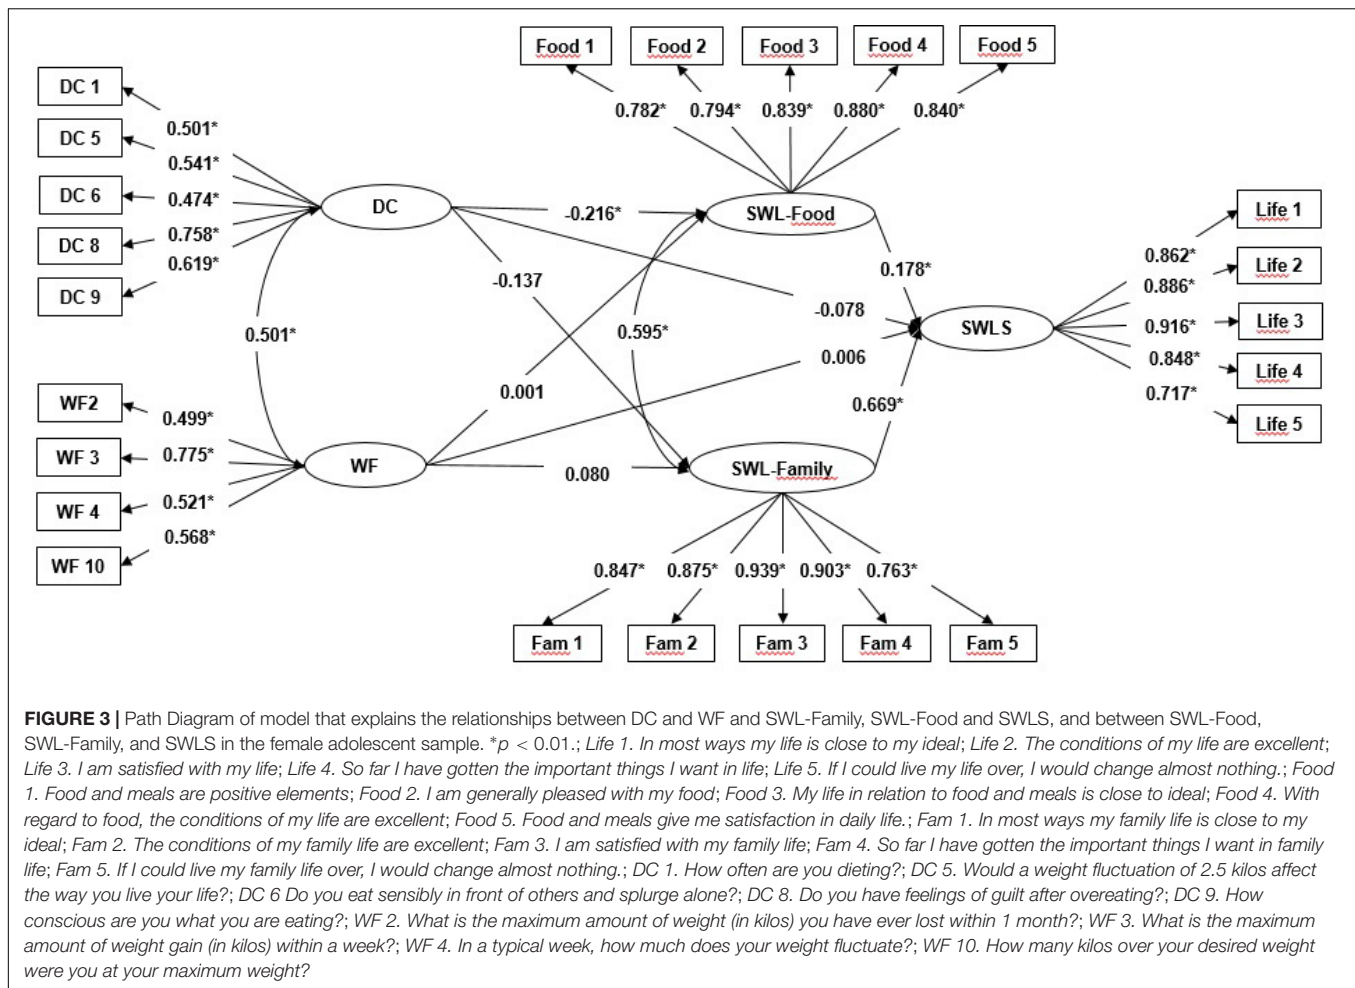 Food 1 Food 2 Food 3 Food 4 Food 5
0.782* 0.794* 0.839* 0.880* 0.840*
DC 1
0.501*
DC 5
0.541*
DC 6
0.474*
DC 8
0.758*
DC 9
0.619*
DC
-0.216*
SWL-Food
0.178*
-0.137
-0.078
0.595*
0.501*
0.006
0.001
0.669*
SWLS
Life 1
0.862*
Life 2
0.886*
Life 3
0.916*
Life 4
0.848*
Life 5
0.717*
WF2
0.499*
WF 3
0.775*
WF 4
0.521*
WF 10
0.568*
WF
0.080
SWL-Family
0.847* 0.875* 0.939* 0.903* 0.763*
Fam 1 Fam 2 Fam 3 Fam 4 Fam 5
FIGURE 3 | Path Diagram of model that explains the relationships between DC and WF and SWL-Family, SWL-Food and SWLS, and between SWL-Food,
SWL-Family, and SWLS in the female adolescent sample. *p < 0.01.; Life 1. In most ways my life is close to my ideal; Life 2. The conditions of my life are excellent;
Life 3. I am satisfied with my life; Life 4. So far I have gotten the important things I want in life; Life 5. If I could live my life over, I would change almost nothing.; Food
1. Food and meals are positive elements; Food 2. I am generally pleased with my food; Food 3. My life in relation to food and meals is close to ideal; Food 4. With
regard to food, the conditions of my life are excellent; Food 5. Food and meals give me satisfaction in daily life.; Fam 1. In most ways my family life is close to my
ideal; Fam 2. The conditions of my family life are excellent; Fam 3. I am satisfied with my family life; Fam 4. So far I have gotten the important things I want in family
life; Fam 5. If I could live my family life over, I would change almost nothing.; DC 1. How often are you dieting?; DC 5. Would a weight fluctuation of 2.5 kilos affect
the way you live your life?; DC 6 Do you eat sensibly in front of others and splurge alone?; DC 8. Do you have feelings of guilt after overeating?; DC 9. How
conscious are you what you are eating?; WF 2. What is the maximum amount of weight (in kilos) you have ever lost within 1 month?; WF 3. What is the maximum
amount of weight gain (in kilos) within a week?; WF 4. In a typical week, how much does your weight fluctuate?; WF 10. How many kilos over your desired weight
were you at your maximum weight?